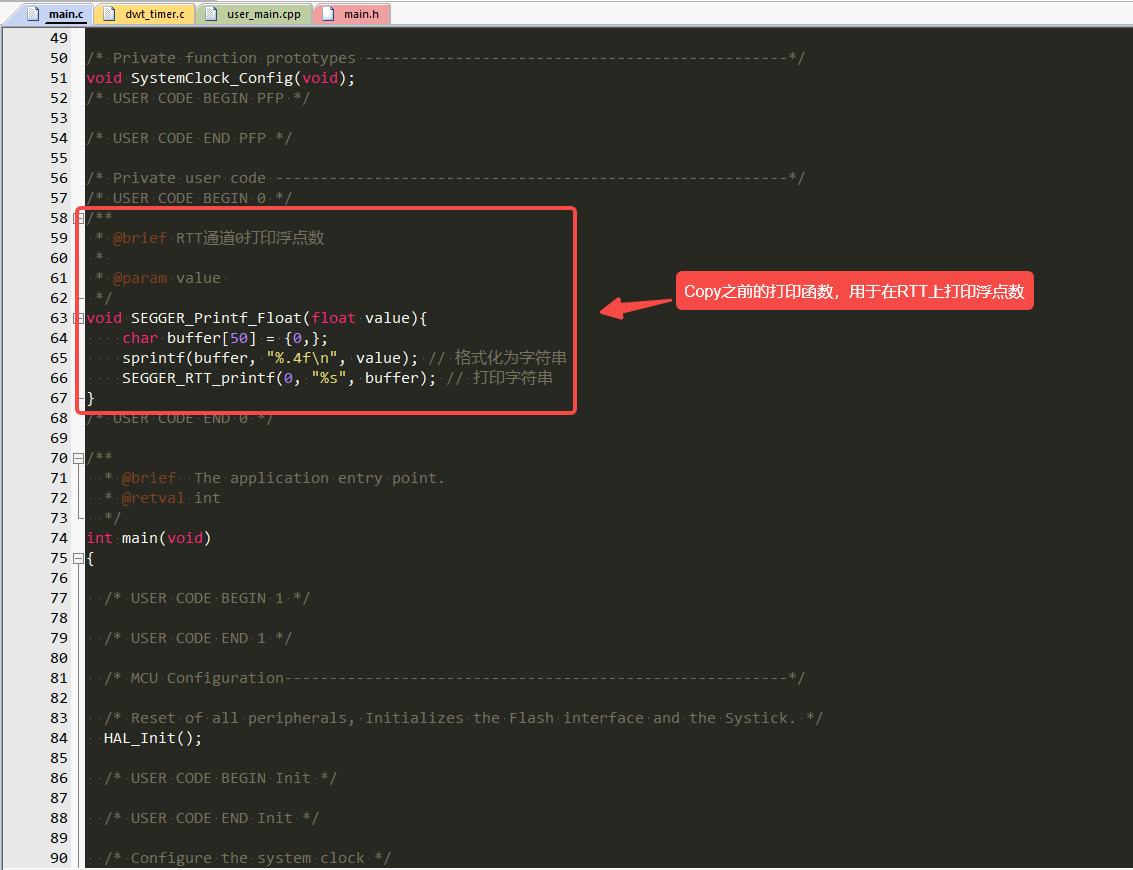 main.c dwt_timer.c user_main.cpp main.h
49
50 /* Private function prototypes -----------------------------------------------*/
51 void SystemClock_Config(void);
52 /* USER CODE BEGIN PFP */
53
54 /* USER CODE END PFP */
55
56 /* Private user code ---------------------------------------------------------*/
57 /* USER CODE BEGIN 0 */
58 /**
59  * @brief RTT通道0打印浮点数
60  *
61  * @param value
62  */
63 void SEGGER_Printf_Float(float value){
64     char buffer[50] = {0,};
65     sprintf(buffer, "%.4f\n", value); // 格式化为字符串
66     SEGGER_RTT_printf(0, "%s", buffer); // 打印字符串
67 }
Copy之前的打印函数，用于在RTT上打印浮点数
68 /* USER CODE END 0 */
69
70 /**
71   * @brief  The application entry point.
72   * @retval int
73   */
74 int main(void)
75 {
76
77   /* USER CODE BEGIN 1 */
78
79   /* USER CODE END 1 */
80
81   /* MCU Configuration--------------------------------------------------------*/
82
83   /* Reset of all peripherals, Initializes the Flash interface and the Systick. */
84   HAL_Init();
85
86   /* USER CODE BEGIN Init */
87
88   /* USER CODE END Init */
89
90   /* Configure the system clock */